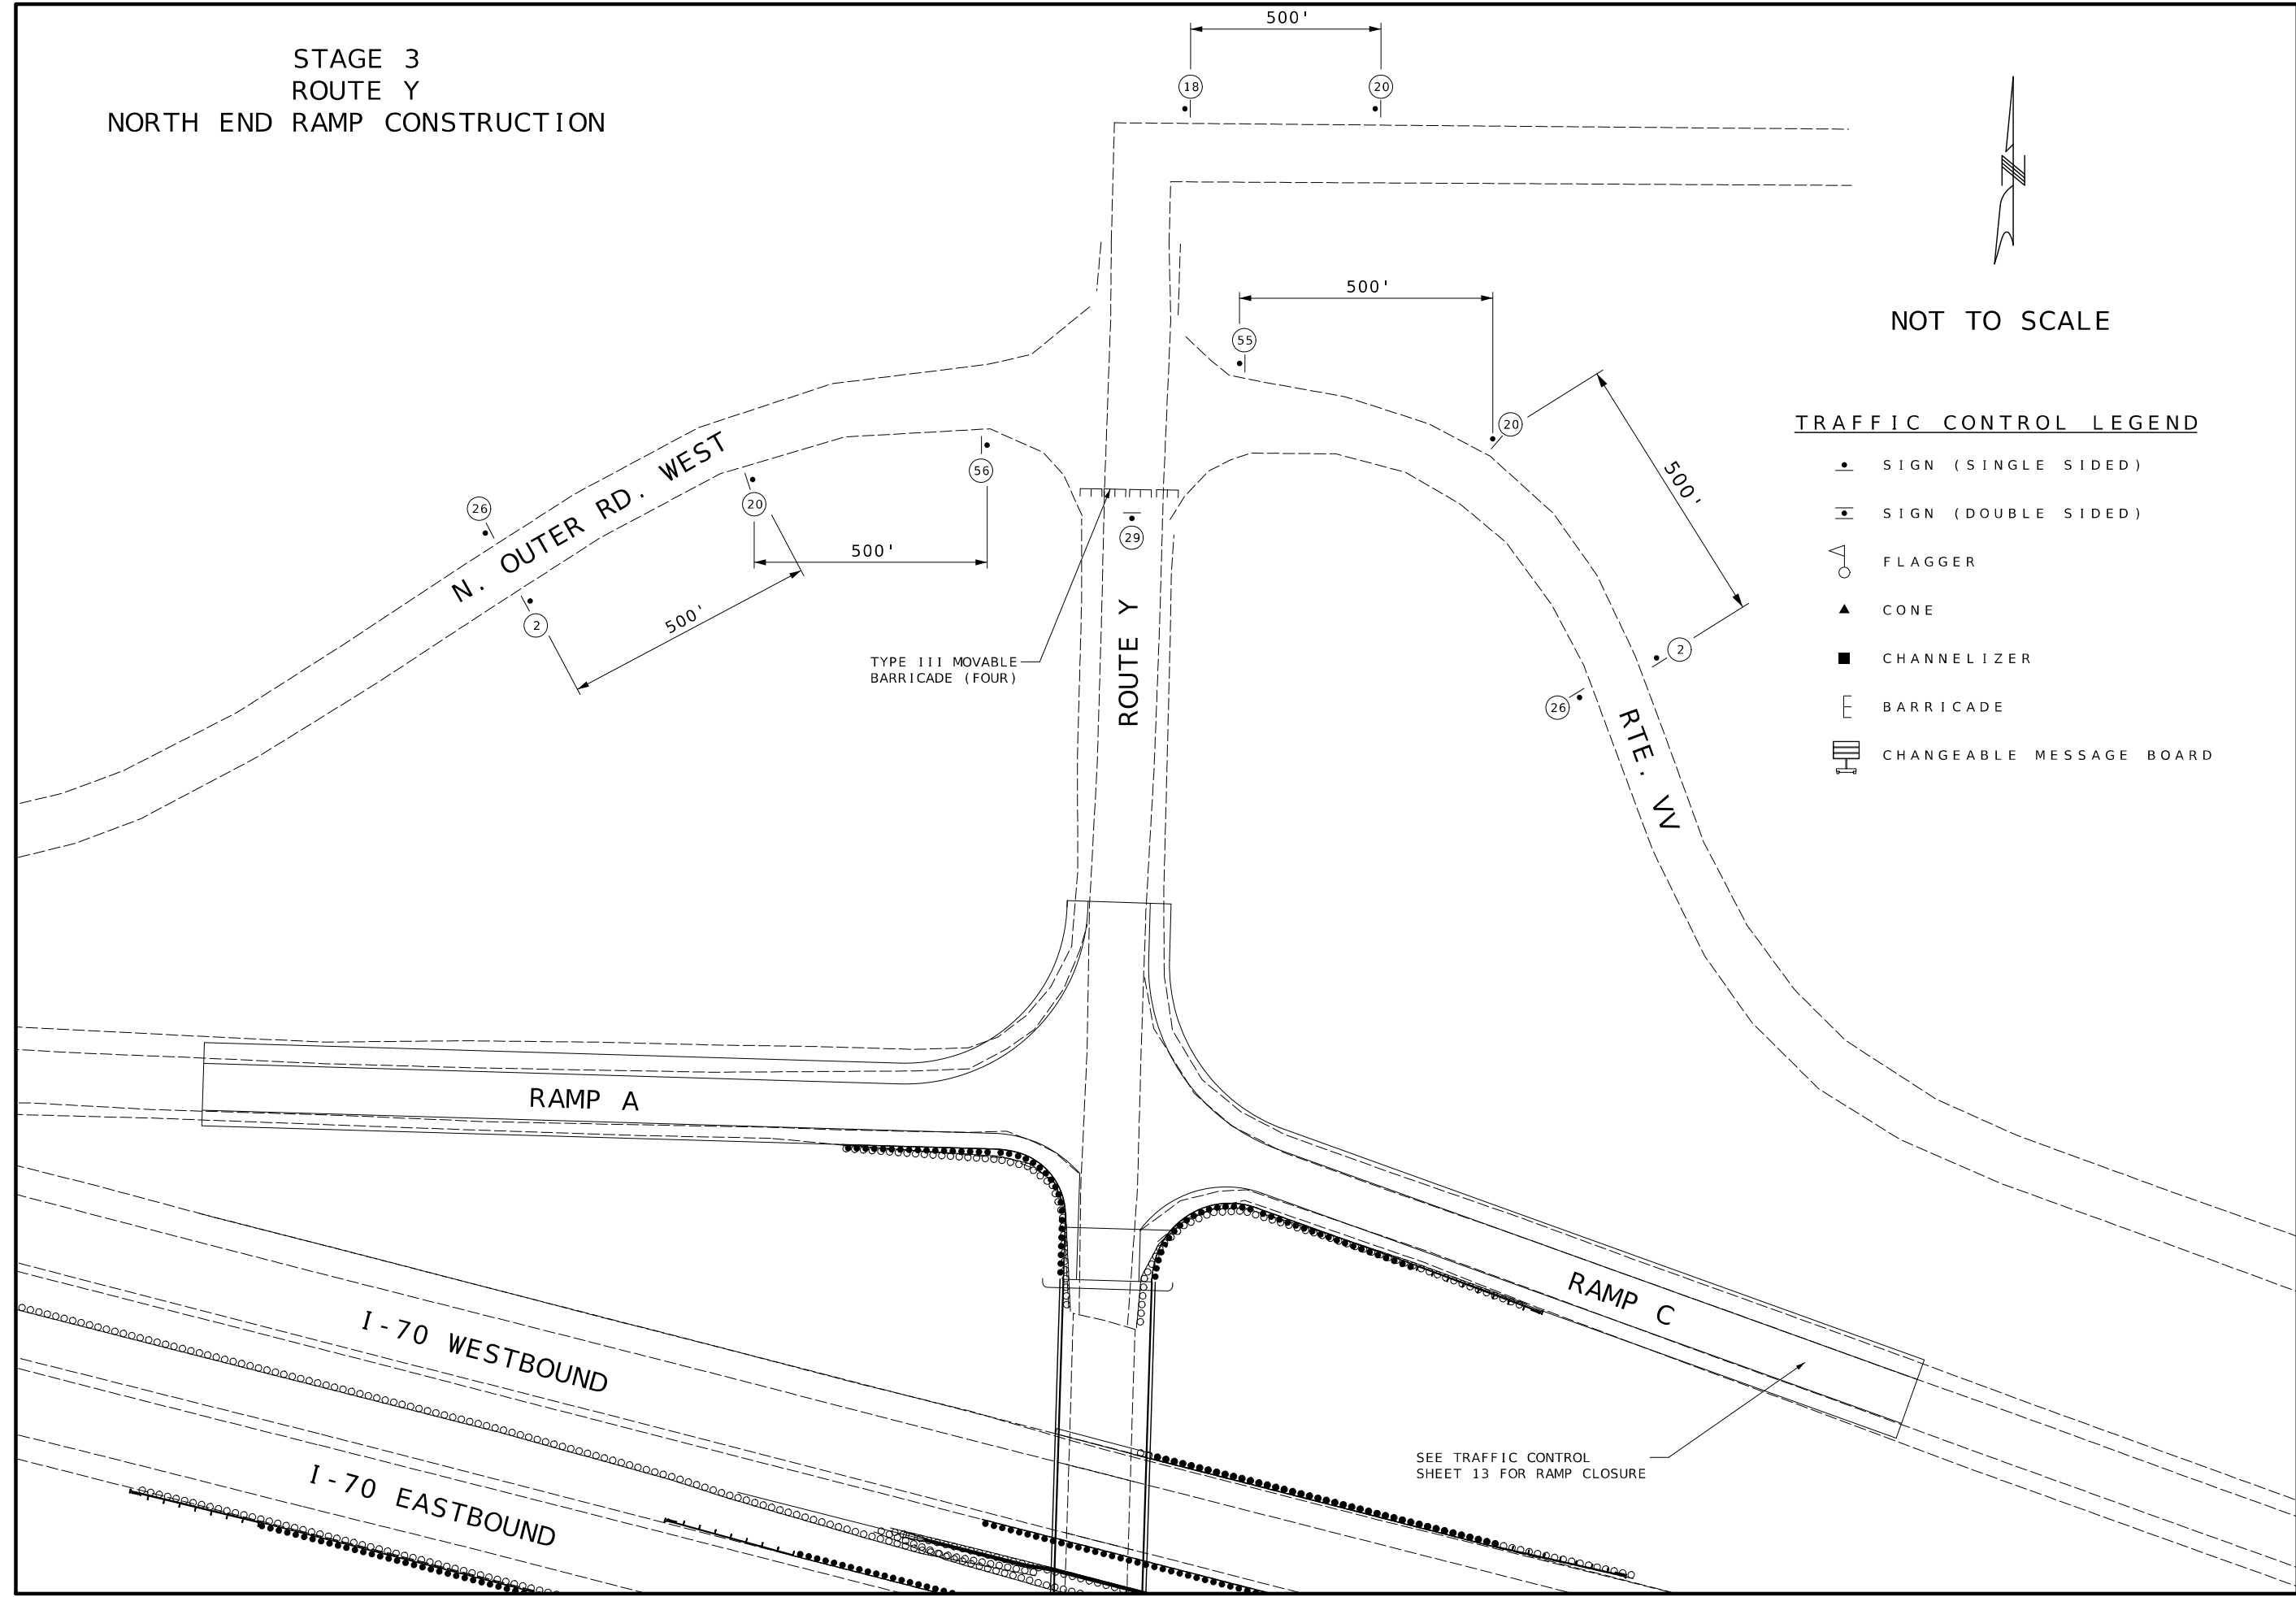 STAGE 3
ROUTE Y
NORTH END RAMP CONSTRUCTION
500'
18
20
N
NOT TO SCALE
500'
55
20
500'
2
26
RTE. VV
TRAFFIC CONTROL LEGEND
SIGN (SINGLE SIDED)
SIGN (DOUBLE SIDED)
FLAGGER
CONE
CHANNELIZER
BARRICADE
CHANGEABLE MESSAGE BOARD
26
N. OUTER RD. WEST
56
20
500'
2
500'
29
TYPE III MOVABLE
BARRICADE (FOUR)
ROUTE Y
RAMP A
RAMP C
I-70 WESTBOUND
I-70 EASTBOUND
SEE TRAFFIC CONTROL
SHEET 13 FOR RAMP CLOSURE